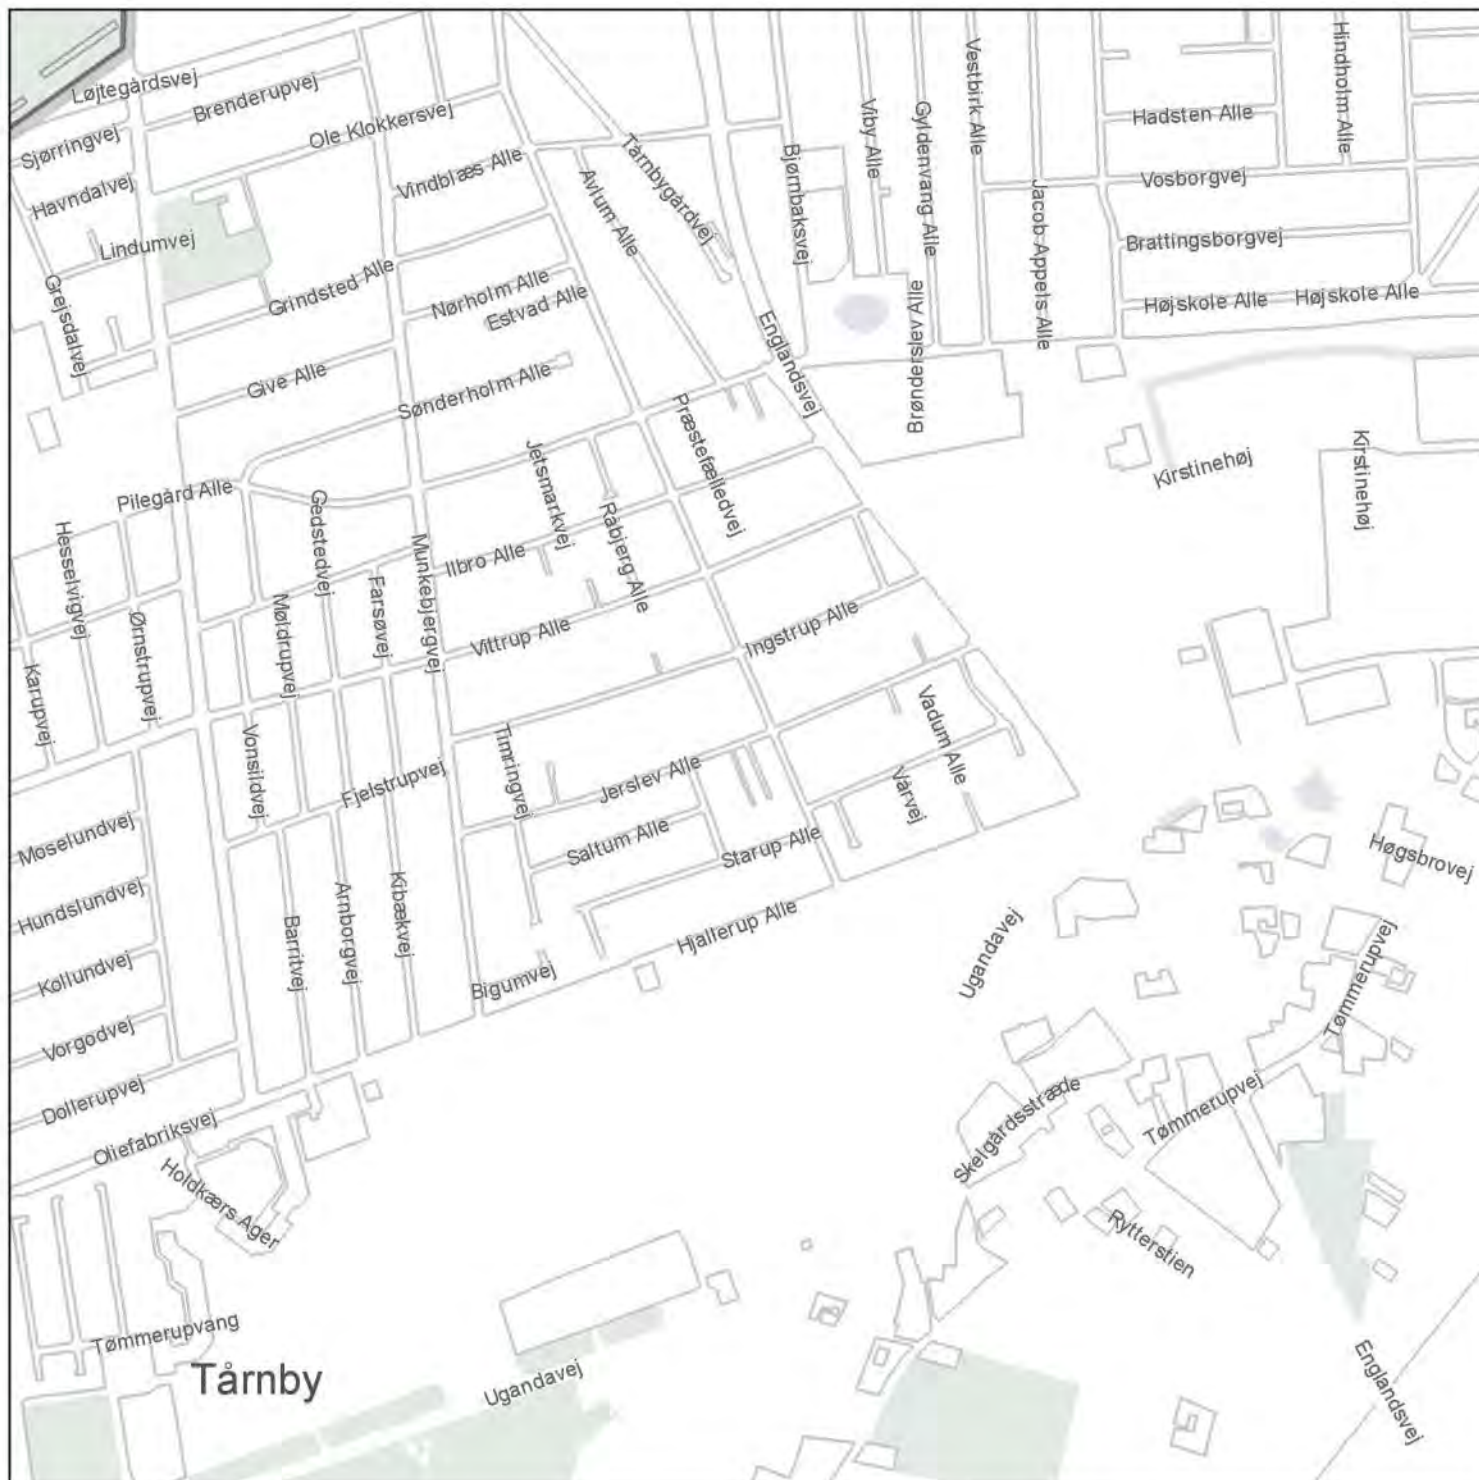 Løjtegårdsvej
Brenderupvej
Ole Klokkersvej
Sjørringvej
Havndalvej
Lindumvej
Grejsdalvej
Vindblæs Alle
Grindsted Alle
Avlum Alle
Tårnbygårdvej
Bjørnbaksvej
Viby Alle
Gyldenvang Alle
Vestbirk Alle
Jacob Appels Alle
Hadsten Alle
Hindholm Alle
Vosborgvej
Brattingsborgvej
Højskole Alle
Højskole Alle
Nørholm Alle
Estvad Alle
Give Alle
Sønderholm Alle
Englandsvej
Brønderslev Alle
Præstefælledvej
Kirstinehøj
Kirstinehøj
Pilegård Alle
Hesselvigvej
Gedstedvej
Munkebjergvej
Jetsmarkvej
Råbjerg Alle
Ilbro Alle
Farsøvej
Møldrupvej
Ørnstrupvej
Karupvej
Vittrup Alle
Ingstrup Alle
Vonsildvej
Fjelstrupvej
Timringvej
Jerslev Alle
Vadum Alle
Vårvej
Saltum Alle
Starup Alle
Hjallerup Alle
Moselundvej
Hundslundvej
Køllundvej
Vorgodvej
Dollerupvej
Oliefabriksvej
Barritvej
Arnborgvej
Kibækvej
Bigumvej
Høgsbrovej
Ugandavej
Tømmerupvej
Tømmerupvej
Skelgårdsstræde
Rytterstien
Holdkærs Ager
Tømmerupvang
Tårnby
Ugandavej
Englandsvej